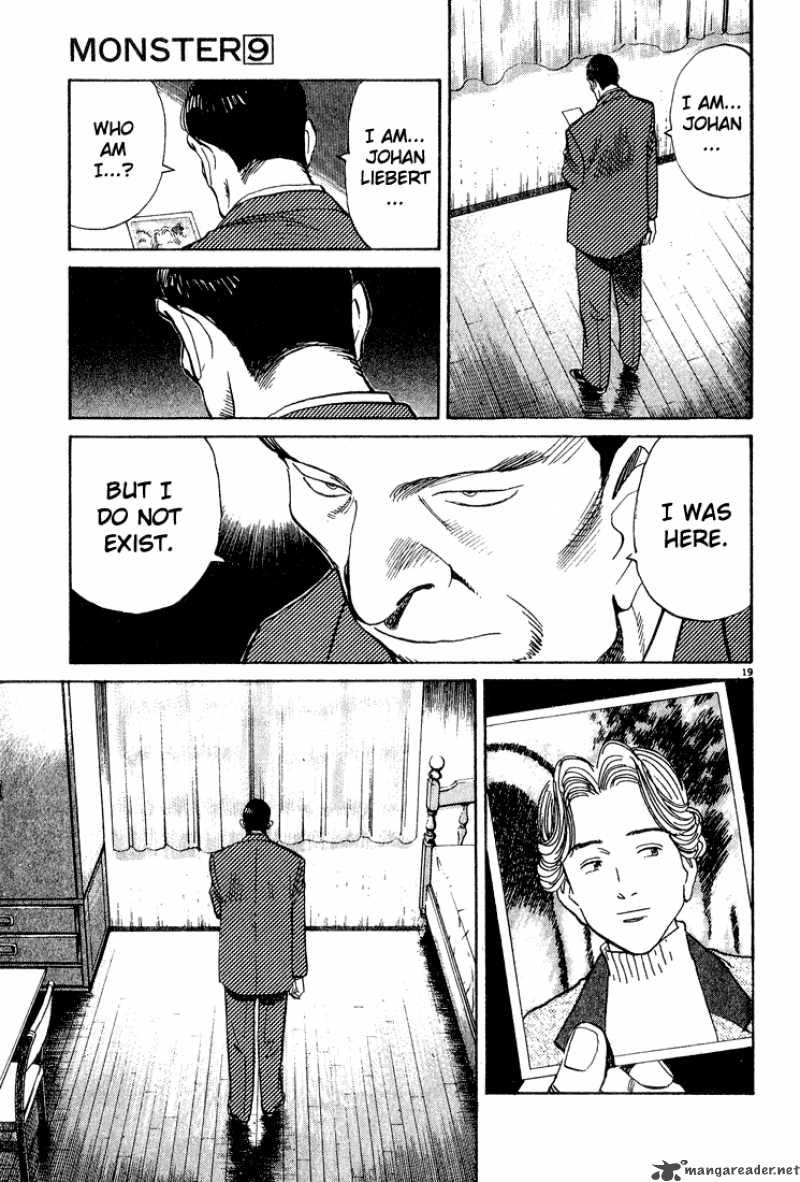 MONSTER 9
I AM...
JOHAN
...
I AM...
JOHAN
LIEBERT
...
WHO
AM
I...?
I WAS
HERE.
BUT I
DO NOT
EXIST.
19
mangareader.net